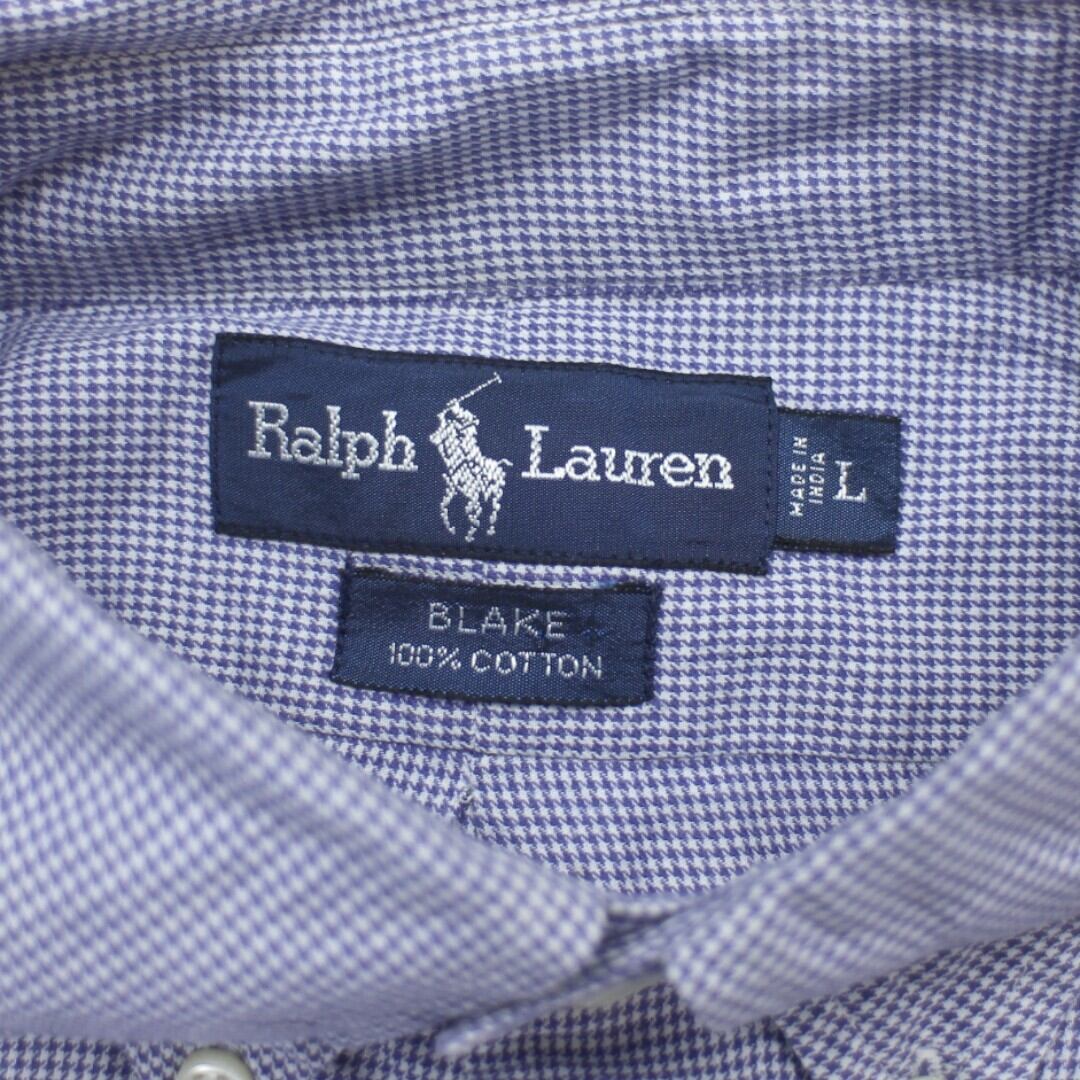 Ralph Lauren
MADE IN
INDIA
L
BLAKE
100% COTTON